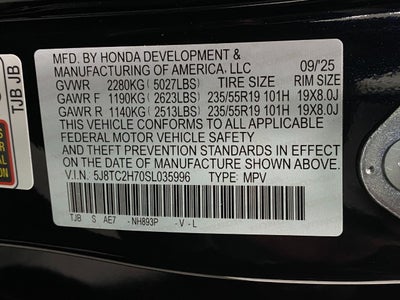 MFD. BY HONDA DEVELOPMENT &
MANUFACTURING OF AMERICA, LLC 09/'25
GVWR 2280KG (5027LBS) TIRE SIZE RIM SIZE
GAWR F 1190KG (2623LBS) 235/55R19 101H 19X8.0J
GAWR R 1140KG (2513LBS) 235/55R19 101H 19X8.0J
THIS VEHICLE CONFORMS TO ALL APPLICABLE
FEDERAL MOTOR VEHICLE SAFETY
AND THEFT PREVENTION STANDARDS IN EFFECT
ON THE DATE OF MANUFACTURE SHOWN ABOVE.
V.I.N. 5J8TC2H70SL035996 TYPE: MPV
TJB S AE7 -NH893P -V -L
TJB JB